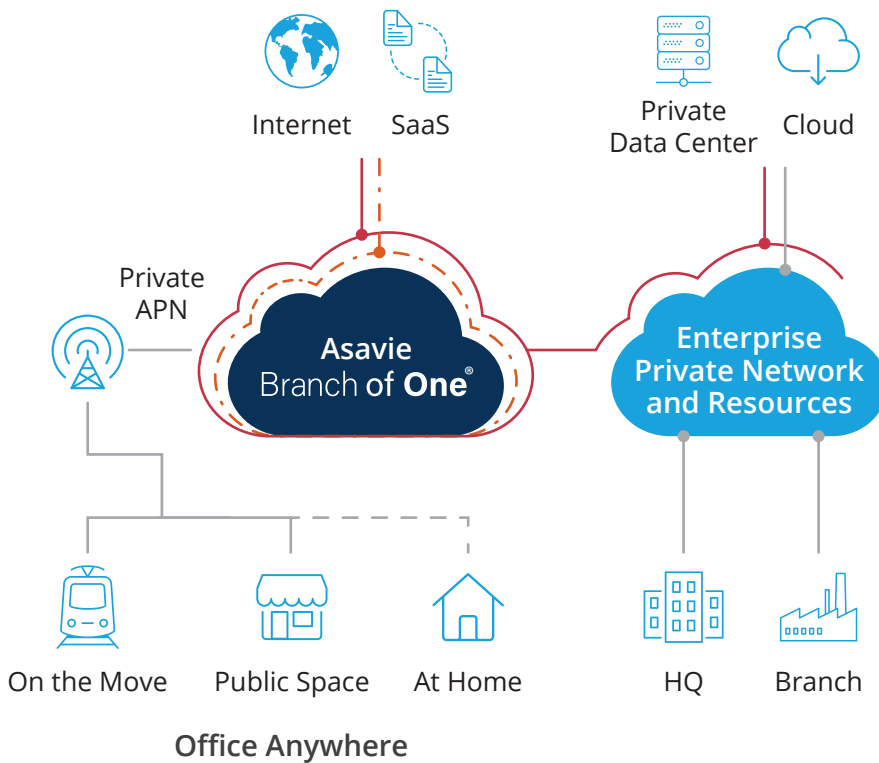 Internet
SaaS
Private
Data Center
Cloud
Private
APN
Asavie
Branch of One®
Enterprise
Private Network
and Resources
On the Move
Public Space
At Home
HQ
Branch
Office Anywhere